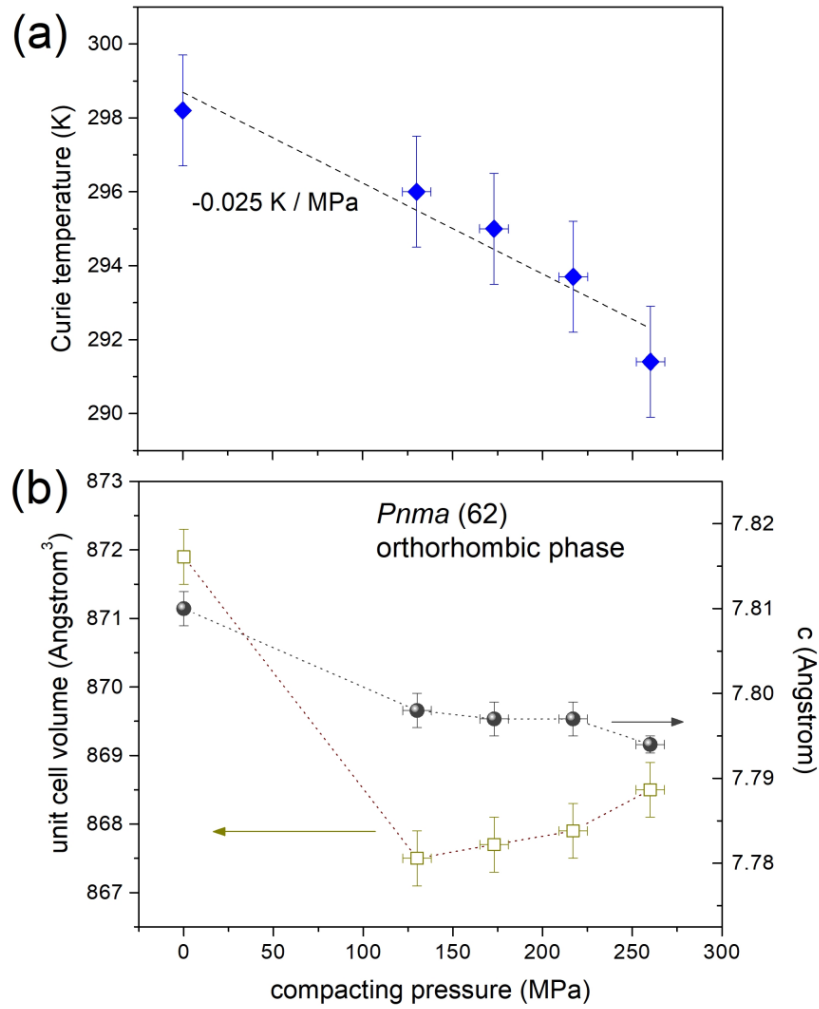 (a)
300
298
296
294
292
290
Curie temperature (K)
-0.025 K / MPa
(b)
873
872
871
870
869
868
867
unit cell volume (Angstrom³)
Pnma (62)
orthorhombic phase
7.82
7.81
7.80
7.79
7.78
c (Angstrom)
0 50 100 150 200 250 300
compacting pressure (MPa)